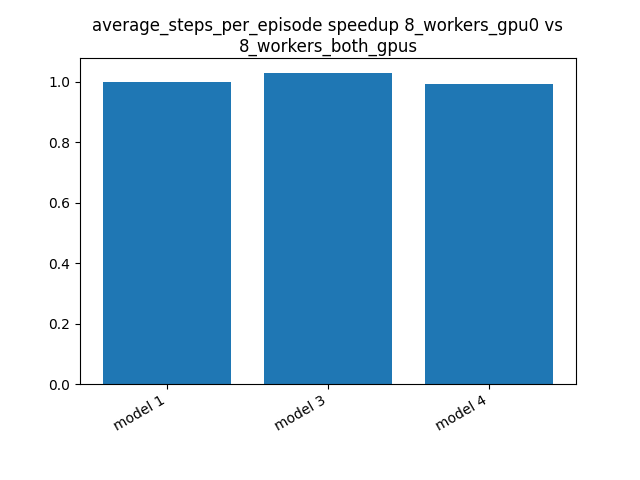 average_steps_per_episode speedup 8_workers_gpu0 vs
8_workers_both_gpus
1.0
0.8
0.6
0.4
0.2
0.0
model 1
model 3
model 4